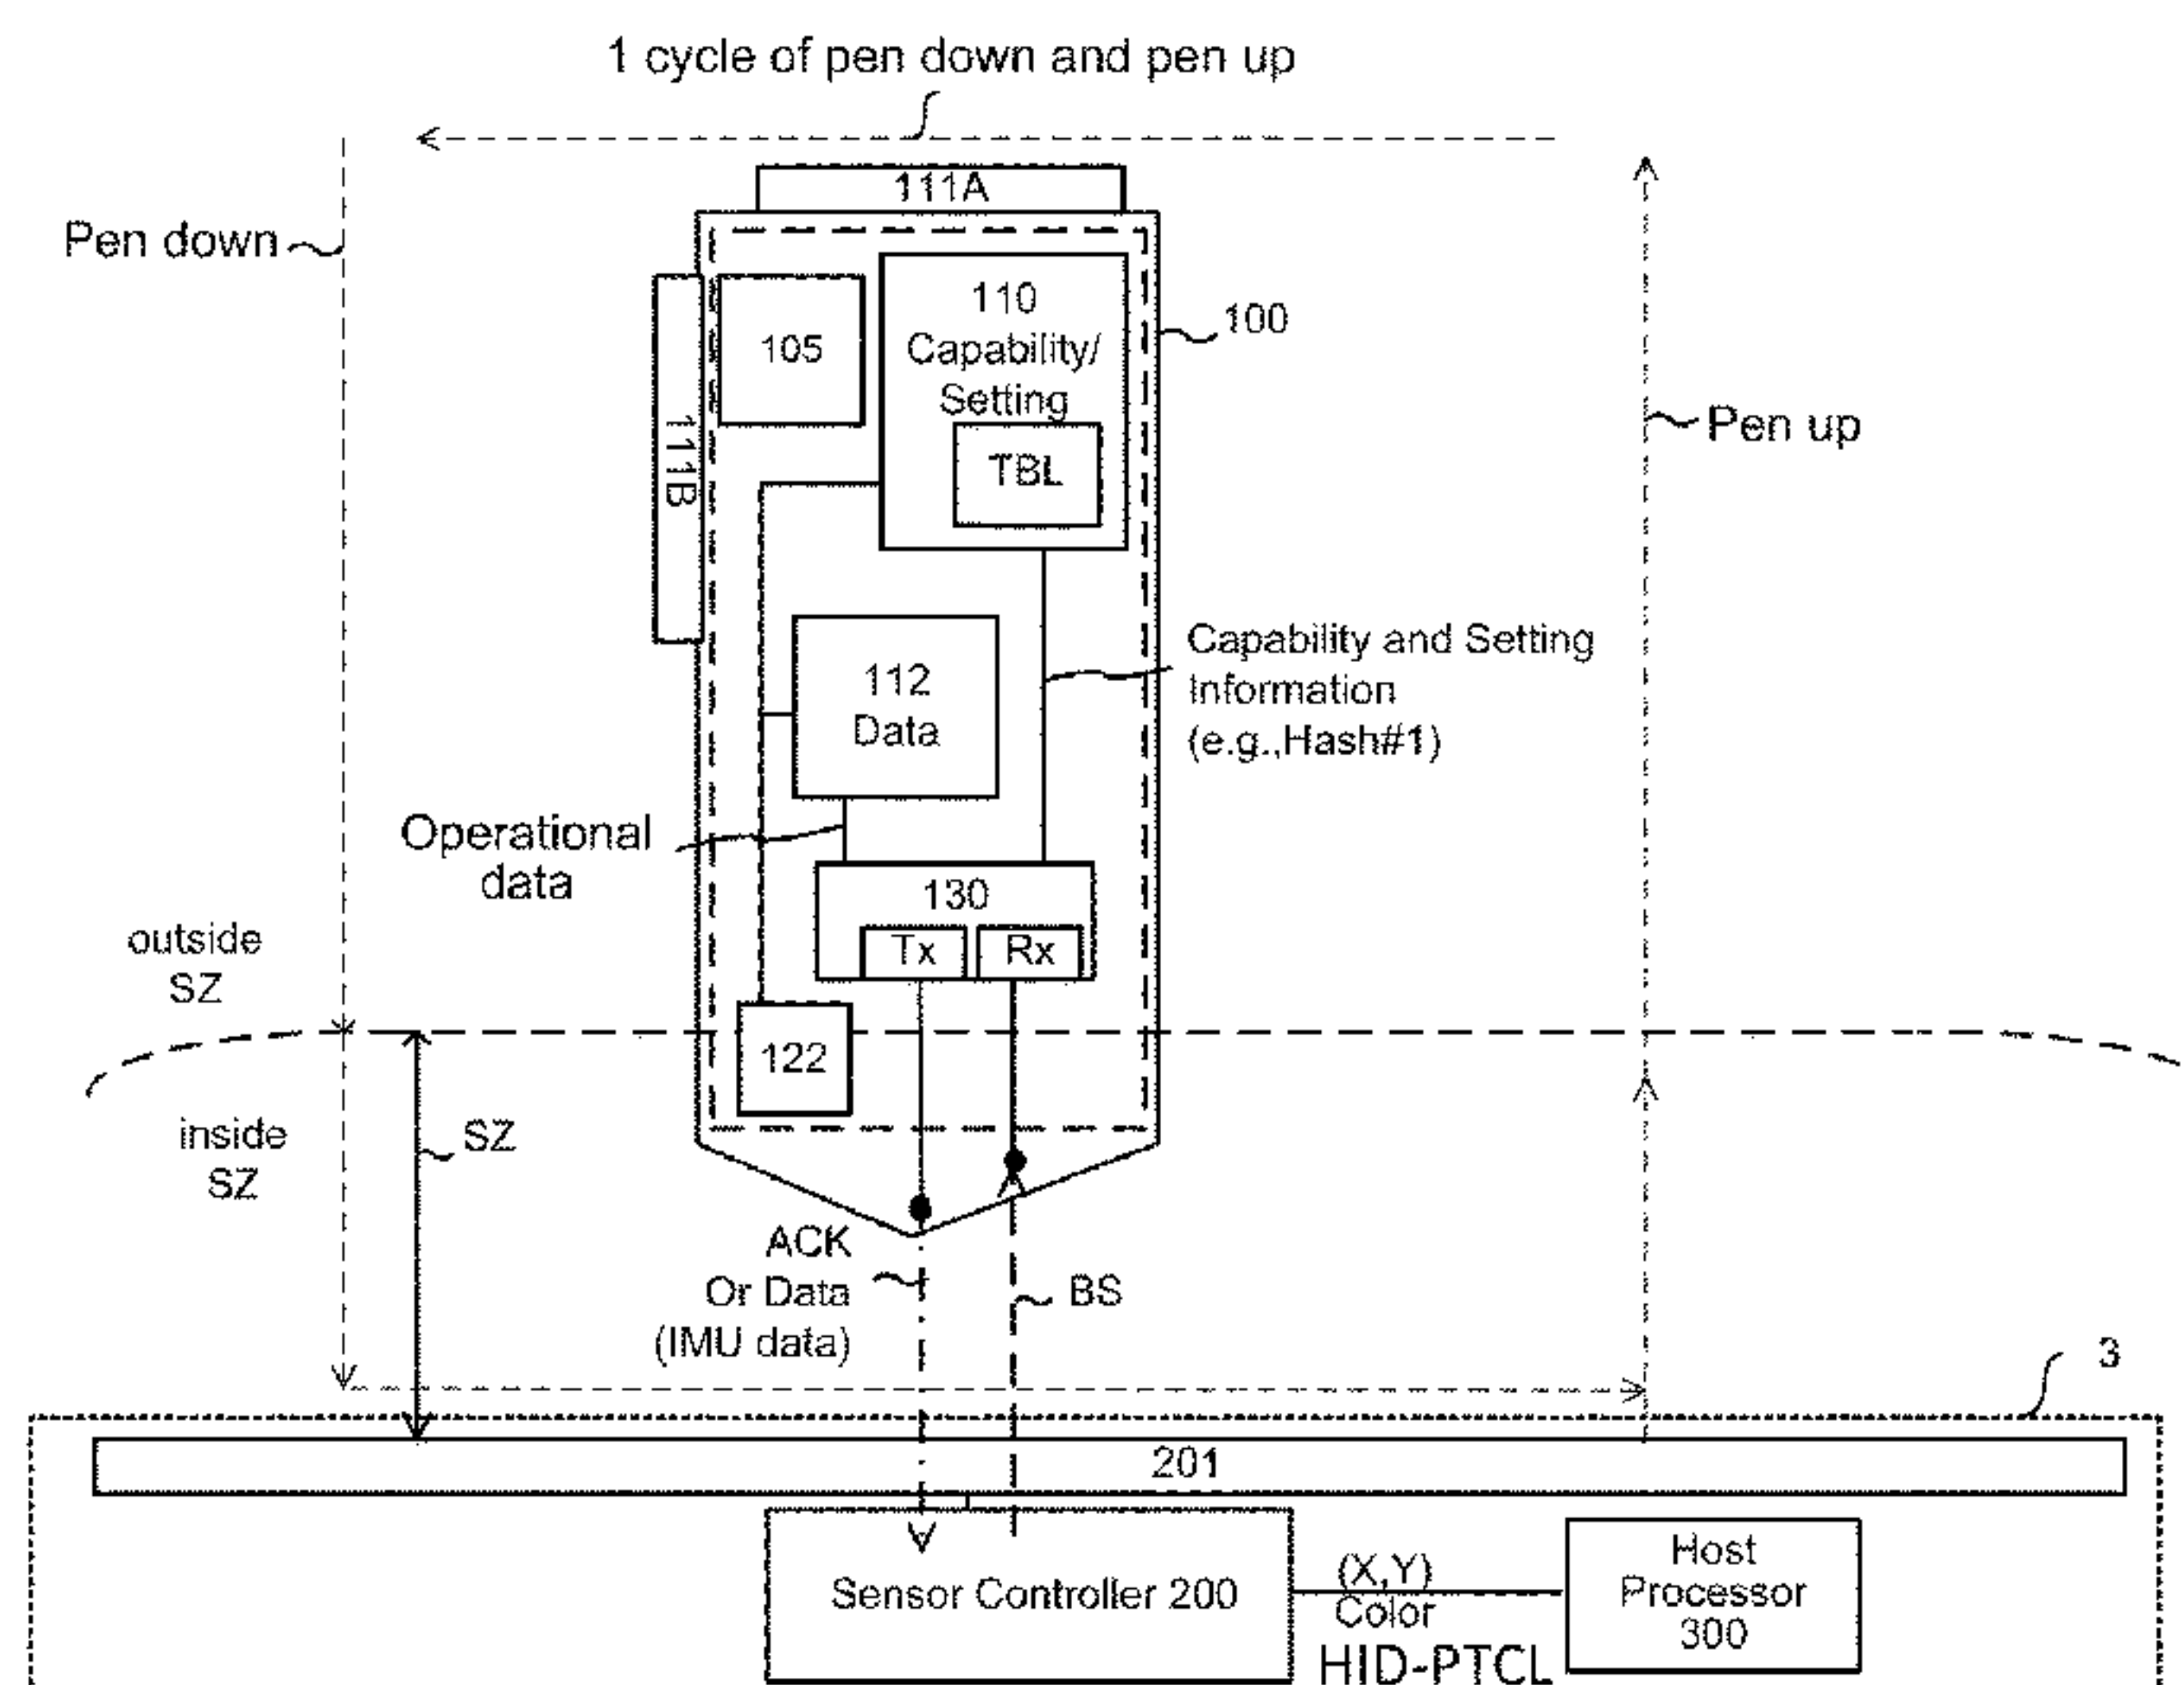 1 cycle of pen down and pen up
111A
Pen down
110
Capability/
Setting
TBL
105
100
111B
Pen up
112
Data
Capability and Setting
Information
(e.g.,Hash#1)
Operational
data
130
Tx
Rx
outside
SZ
122
inside
SZ
SZ
ACK
Or Data
(IMU data)
BS
3
201
Sensor Controller 200
(X,Y)
Color
HID-PTCL
Host
Processor
300